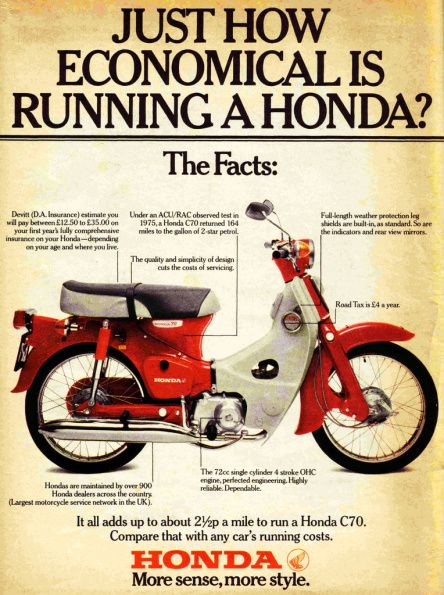 JUST HOW
ECONOMICAL IS
RUNNING A HONDA?
The Facts:
Devitt (D.A. Insurance) estimate you
will pay between £12.50 to £35.00 on
your first year's fully comprehensive
insurance on your Honda—depending
on your age and where you live.
Under an ACU/RAC observed test in
1975, a Honda C70 returned 164
miles to the gallon of 2-star petrol.
Full-length weather protection leg
shields are built-in, as standard. So are
the indicators and rear view mirrors.
The quality and simplicity of design
cuts the costs of servicing.
Road Tax is £4 a year.
HONDA
The 72cc single cylinder 4 stroke OHC
engine, perfected engineering. Highly
reliable. Dependable.
Hondas are maintained by over 900
Honda dealers across the country.
(Largest motorcycle service network in the UK).
It all adds up to about 2½p a mile to run a Honda C70.
Compare that with any car's running costs.
HONDA
More sense, more style.